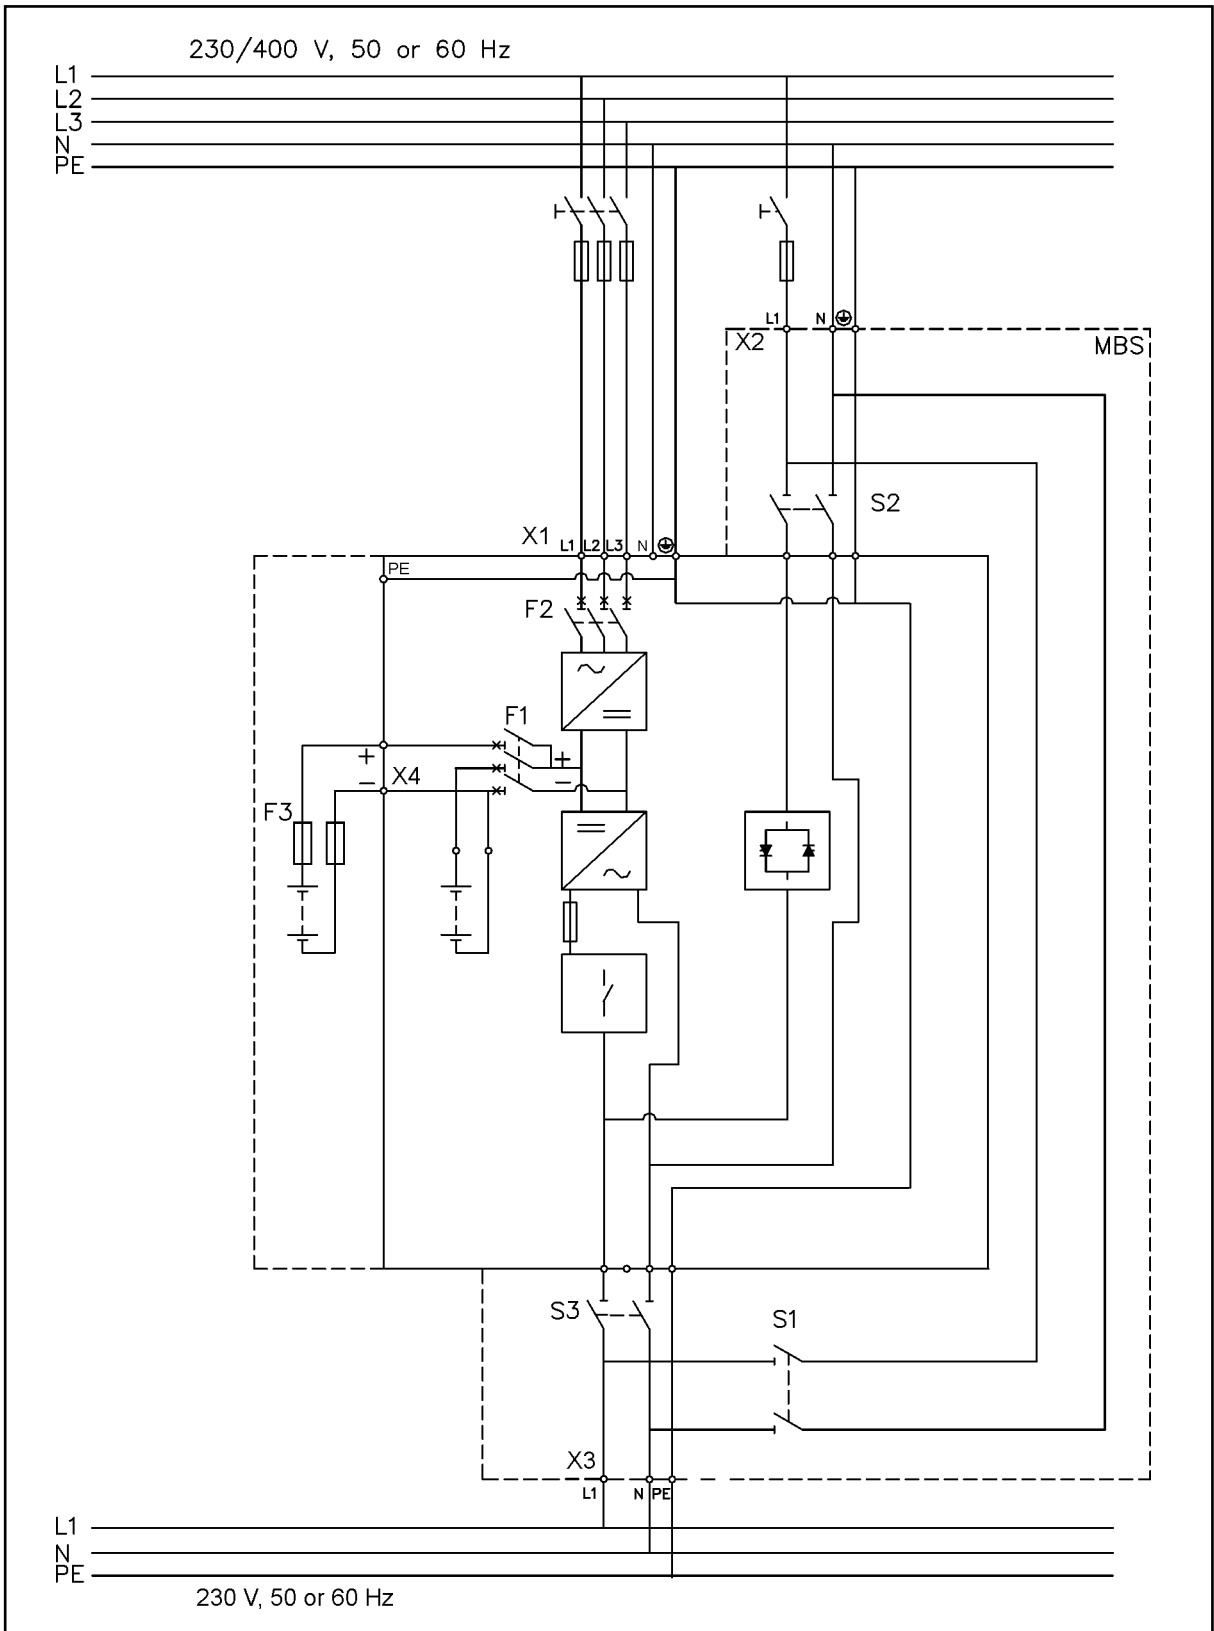 230/400 V, 50 or 60 Hz
L1
L2
L3
N
PE
L1 N
X2 MBS
S2
X1 L1 L2 L3 N
PE
F2
F1
+ +
− X4 −
F3
S3 S1
X3
L1 N PE
L1
N
PE
230 V, 50 or 60 Hz